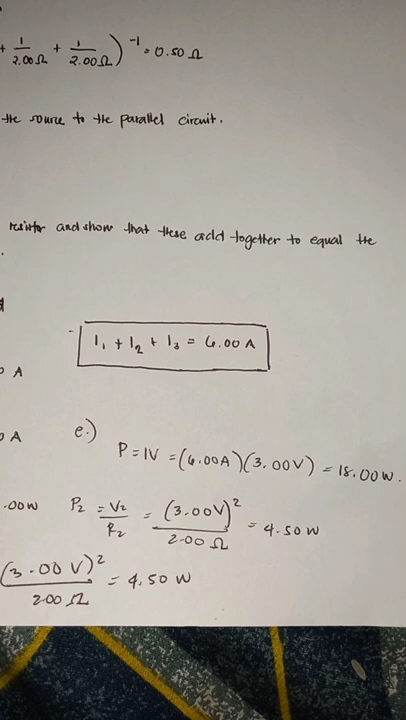 + 1/2.00Ω + 1/2.00Ω)⁻¹ = 0.50 Ω
the source to the parallel circuit.
resistor and show that these add together to equal the
I₁ + I₂ + I₃ = 6.00 A
A
A
e.)
P = IV = (6.00A)(3.00V) = 18.00 W.
.00W P₂ = V²/R₂ = (3.00V)²/2.00 Ω = 4.50 W
(3.00 V)²/2.00 Ω = 4.50 W